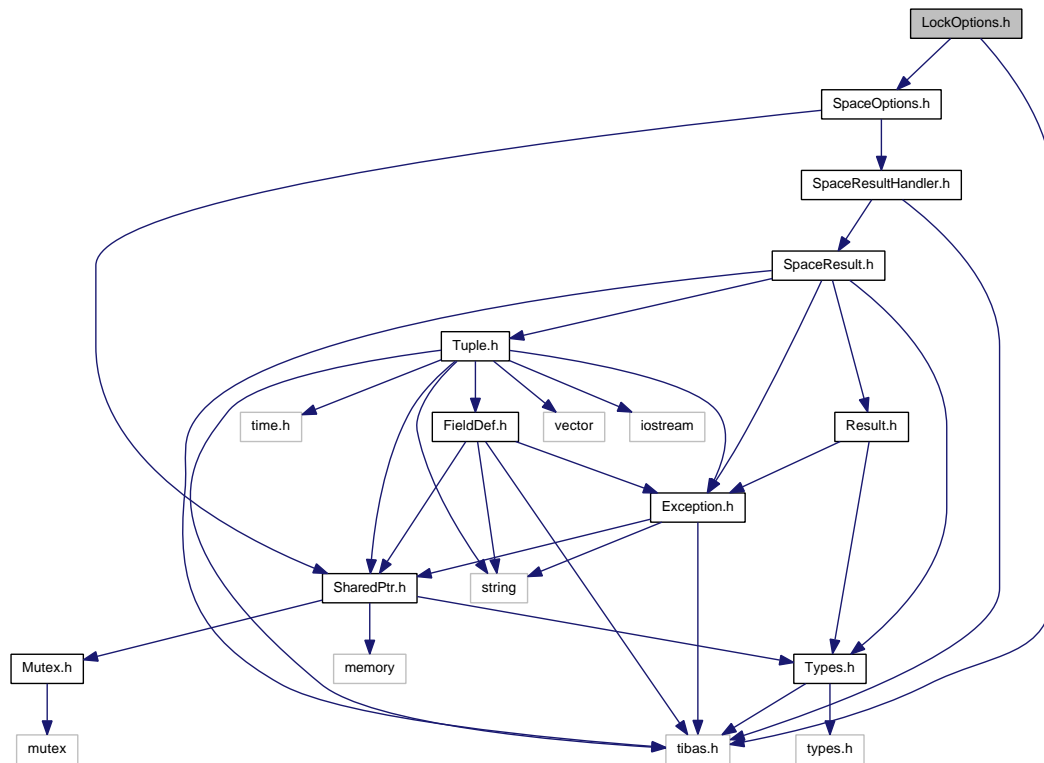 LockOptions.h
SpaceOptions.h
SpaceResultHandler.h
SpaceResult.h
Tuple.h
time.h
FieldDef.h
vector
iostream
Result.h
Exception.h
SharedPtr.h
string
Mutex.h
memory
Types.h
mutex
tibas.h
types.h